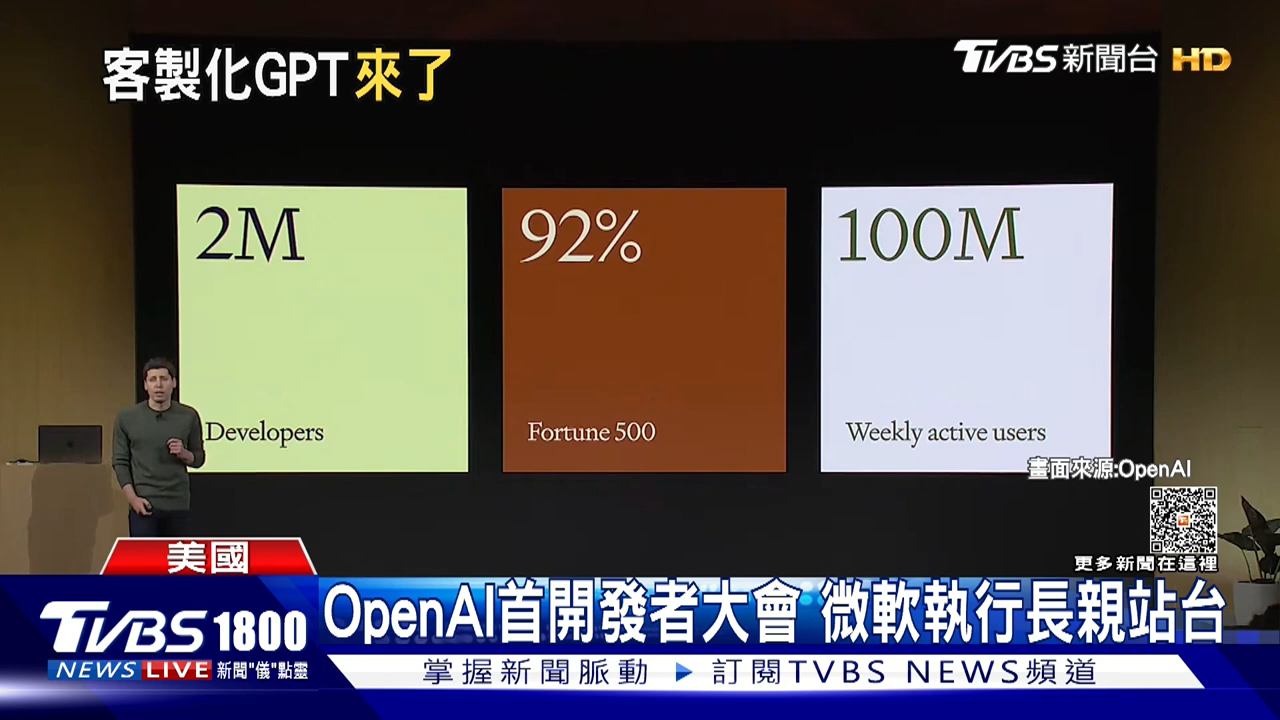 客製化GPT來了
TVBS新聞台 HD
2M
Developers
92%
Fortune 500
100M
Weekly active users
畫面來源:OpenAI
更多新聞在這裡
美國
OpenAI首開發者大會 微軟執行長親站台
TVBS 1800
NEWS LIVE 新聞"儀"點靈
掌握新聞脈動 ▶ 訂閱TVBS NEWS頻道